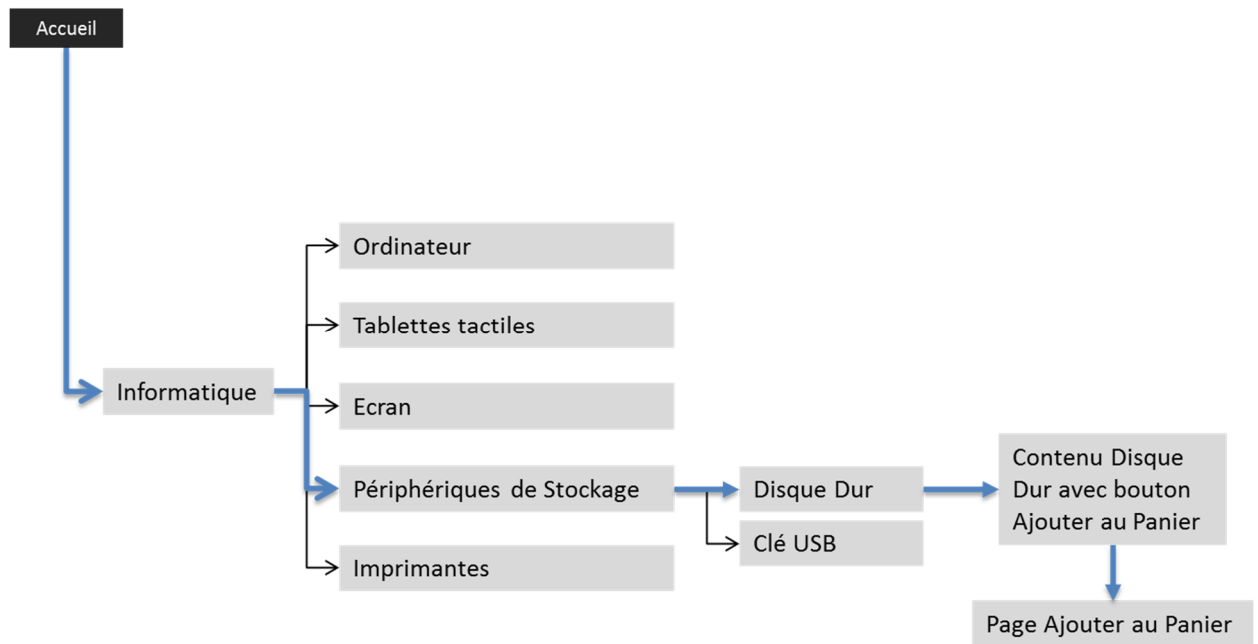 Accueil
Ordinateur
Tablettes tactiles
Informatique
Ecran
Périphériques de Stockage
Disque Dur
Contenu Disque
Dur avec bouton
Ajouter au Panier
Clé USB
Imprimantes
Page Ajouter au Panier